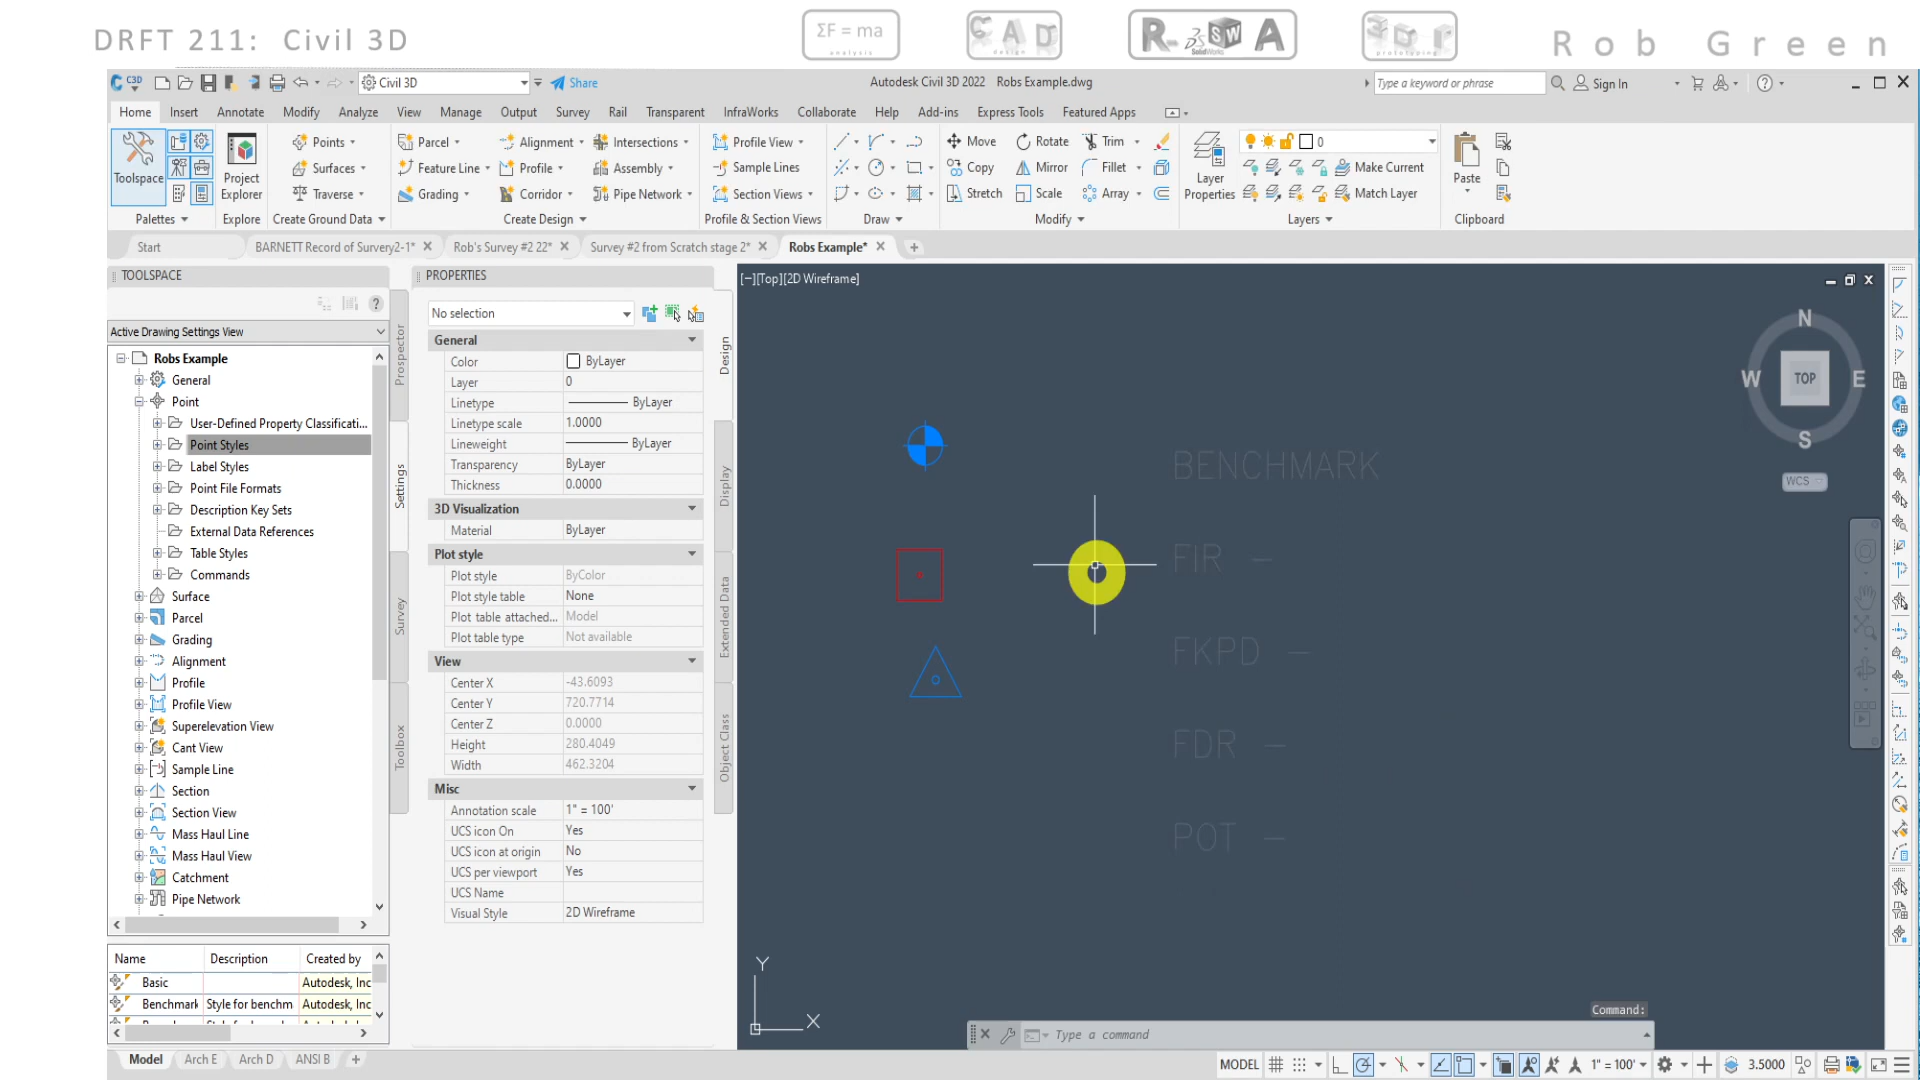 DRFT 211: Civil 3D
ΣF = ma
analysis
CAD
design
R
SW
SolidWorks
A
Rob Green
C3D
Civil 3D
Share
Autodesk Civil 3D 2022 Robs Example.dwg
Type a keyword or phrase
Sign In
Home Insert Annotate Modify Analyze View Manage Output Survey Rail Transparent InfraWorks Collaborate Help Add-ins Express Tools Featured Apps
Toolspace
Project Explorer
Points
Surfaces
Traverse
Parcel
Feature Line
Grading
Alignment
Profile
Corridor
Intersections
Assembly
Pipe Network
Profile View
Sample Lines
Section Views
Move
Copy
Stretch
Rotate
Mirror
Scale
Trim
Fillet
Array
Layer Properties
0
Make Current
Match Layer
Paste
Palettes Explore Create Ground Data Create Design Profile & Section Views Draw Modify Layers Clipboard
Start BARNETT Record of Survery2-1* Rob's Survey #2 22* Survey #2 from Scratch stage 2* Robs Example*
TOOLSPACE
Active Drawing Settings View
Robs Example
General
Point
User-Defined Property Classificati...
Point Styles
Label Styles
Point File Formats
Description Key Sets
External Data References
Table Styles
Commands
Surface
Parcel
Grading
Alignment
Profile
Profile View
Superelevation View
Cant View
Sample Line
Section
Section View
Mass Haul Line
Mass Haul View
Catchment
Pipe Network
Name Description Created by
Basic Autodesk, Inc
Benchmark Style for benchm Autodesk, Inc
Prospector
Settings
Survey
Toolbox
PROPERTIES
No selection
General
Color ByLayer
Layer 0
Linetype ByLayer
Linetype scale 1.0000
Lineweight ByLayer
Transparency ByLayer
Thickness 0.0000
3D Visualization
Material ByLayer
Plot style
Plot style ByColor
Plot style table None
Plot table attached... Model
Plot table type Not available
View
Center X -43.6093
Center Y 720.7714
Center Z 0.0000
Height 280.4049
Width 462.3204
Misc
Annotation scale 1" = 100'
UCS icon On Yes
UCS icon at origin No
UCS per viewport Yes
UCS Name
Visual Style 2D Wireframe
Design
Display
Extended Data
Object Class
[−][Top][2D Wireframe]
N
W TOP E
S
WCS
BENCHMARK
FIR –
FKPD –
FDR –
POT –
Y
X
Command:
Type a command
Model Arch E Arch D ANSI B +
MODEL 1" = 100' 3.5000